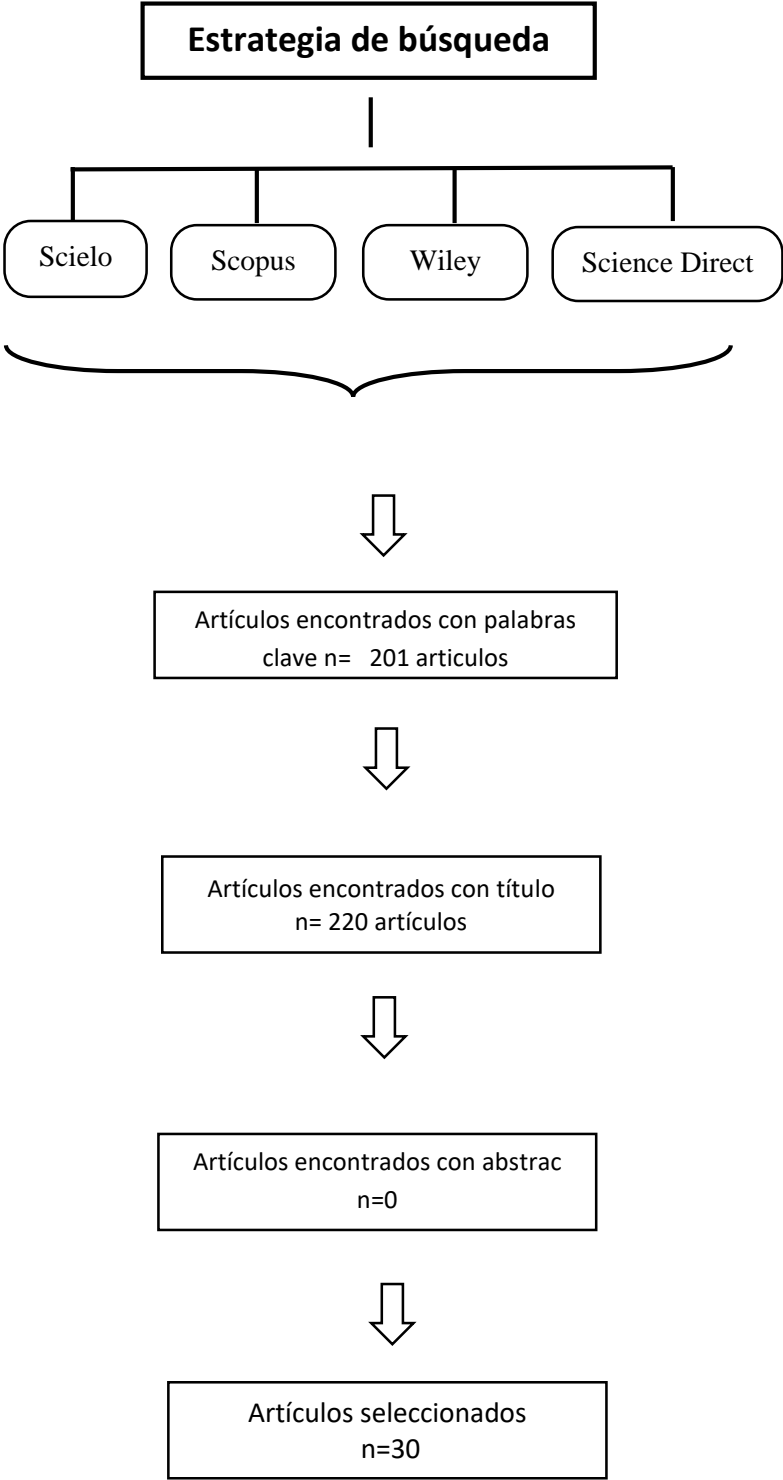 Estrategia de búsqueda
Scielo
Scopus
Wiley
Science Direct
Artículos encontrados con palabras
clave n= 201 articulos
Artículos encontrados con título
n= 220 artículos
Artículos encontrados con abstrac
n=0
Artículos seleccionados
n=30